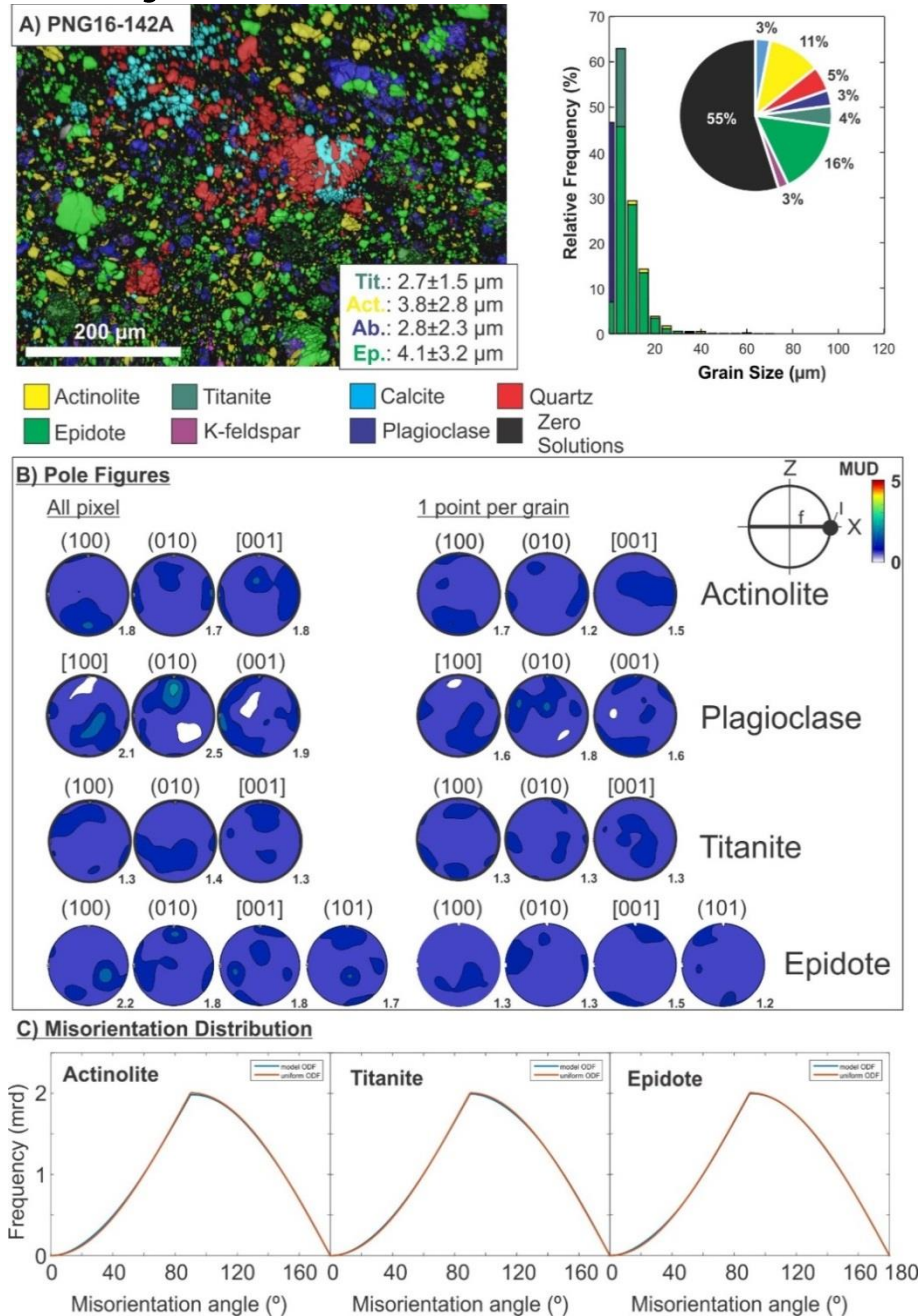 A) PNG16-142A
200 µm
Tit.: 2.7±1.5 µm
Act.: 3.8±2.8 µm
Ab.: 2.8±2.3 µm
Ep.: 4.1±3.2 µm
Relative Frequency (%)
70
60
50
40
30
20
10
0
0 20 40 60 80 100 120
Grain Size (µm)
3%
11%
5%
3%
4%
16%
3%
55%
Actinolite Titanite Calcite Quartz
Epidote K-feldspar Plagioclase Zero Solutions
B) Pole Figures
Z
f
l
X
MUD
5
0
All pixel 1 point per grain
(100) (010) [001] (100) (010) [001]
Actinolite
1.8 1.7 1.8 1.7 1.2 1.5
[100] (010) (001) [100] (010) (001)
Plagioclase
2.1 2.5 1.9 1.6 1.8 1.6
(100) (010) [001] (100) (010) [001]
Titanite
1.3 1.4 1.3 1.3 1.3 1.3
(100) (010) [001] (101) (100) (010) [001] (101)
Epidote
2.2 1.8 1.8 1.7 1.3 1.3 1.5 1.2
C) Misorientation Distribution
Actinolite
model ODF
uniform ODF
Titanite
model ODF
uniform ODF
Epidote
model ODF
uniform ODF
Frequency (mrd)
2
1
0
0 40 80 120 160 0 40 80 120 160 0 40 80 120 160 180
Misorientation angle (º) Misorientation angle (º) Misorientation angle (º)